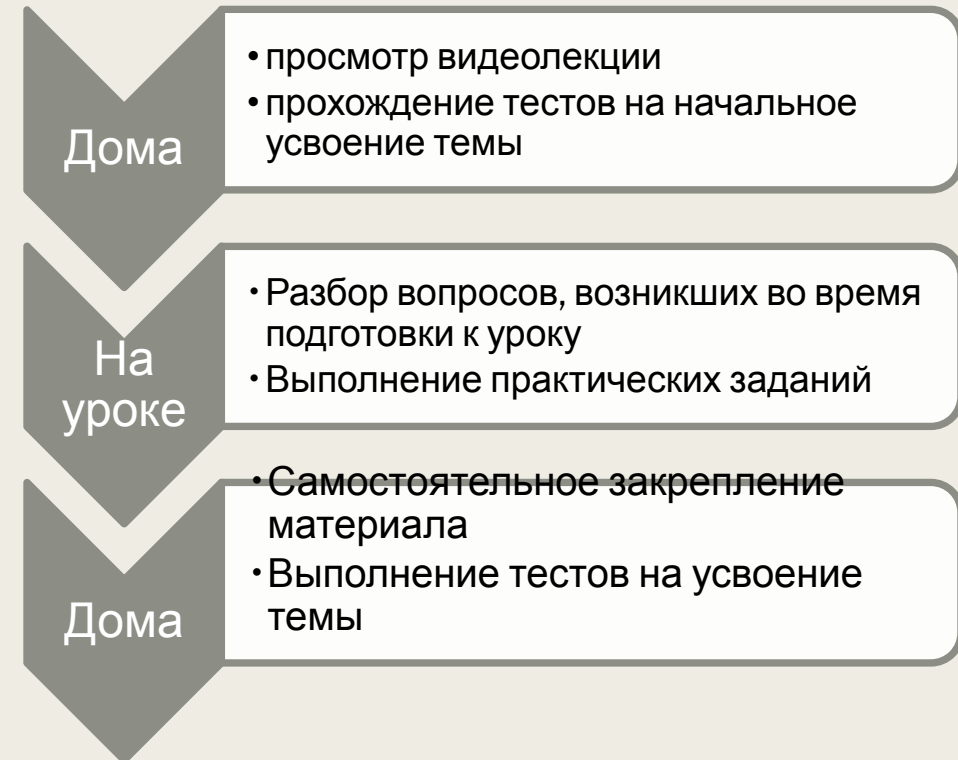 Дома
• просмотр видеолекции
• прохождение тестов на начальное
усвоение темы
На
уроке
• Разбор вопросов, возникших во время
подготовки к уроку
• Выполнение практических заданий
Дома
• Самостоятельное закрепление
материала
• Выполнение тестов на усвоение
темы